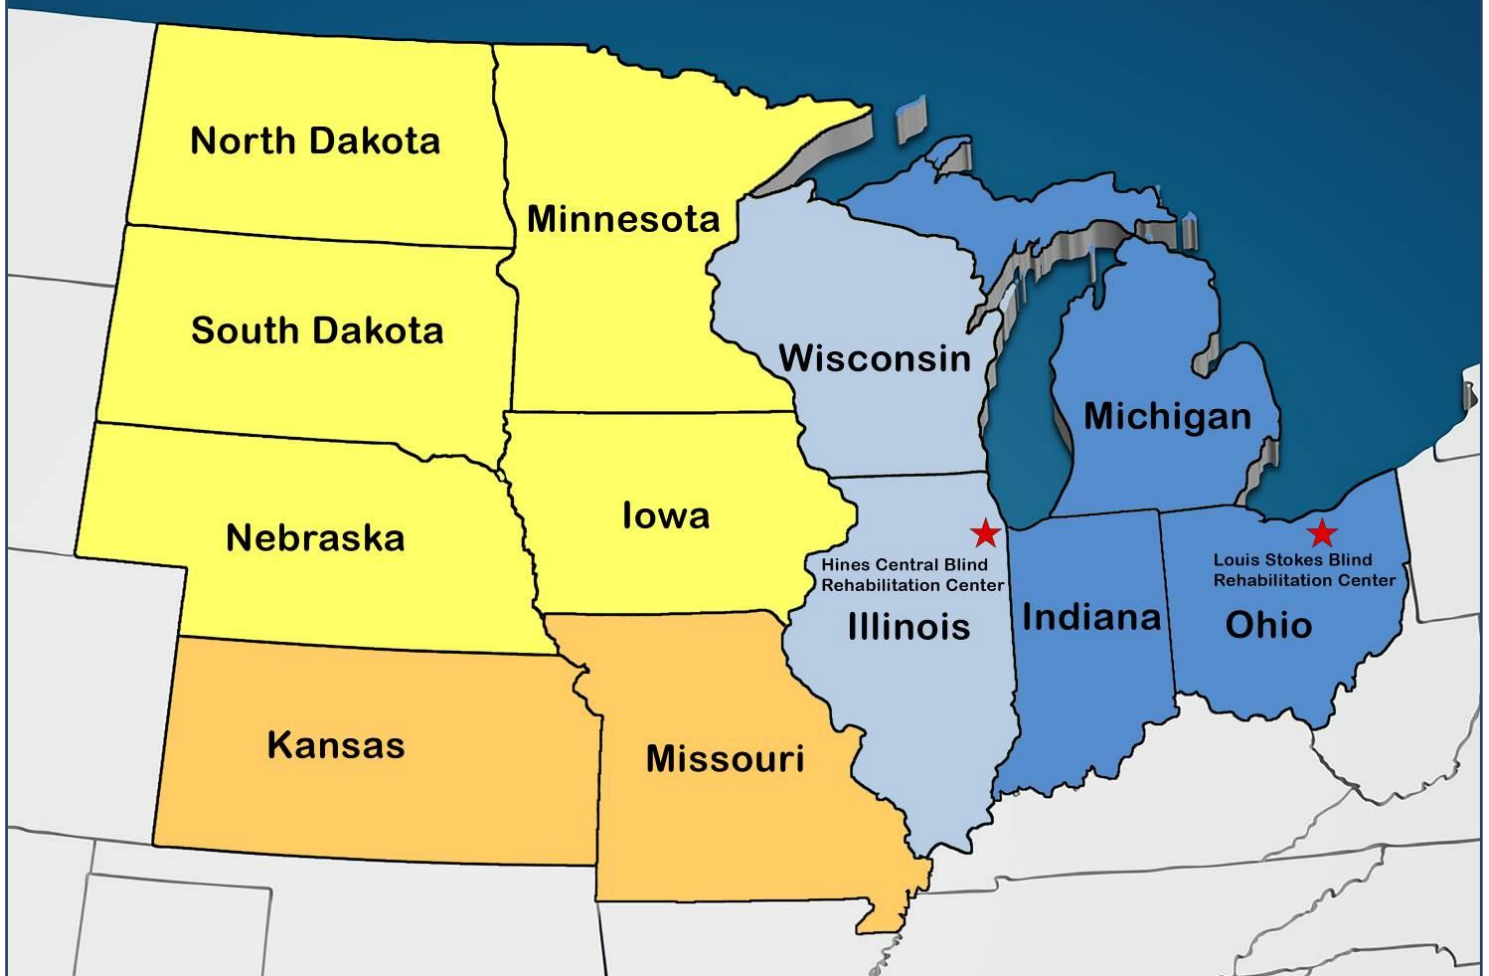 North Dakota
Minnesota
South Dakota
Wisconsin
Michigan
Iowa
Nebraska
Hines Central Blind
Rehabilitation Center
Louis Stokes Blind
Rehabilitation Center
Illinois
Indiana
Ohio
Kansas
Missouri